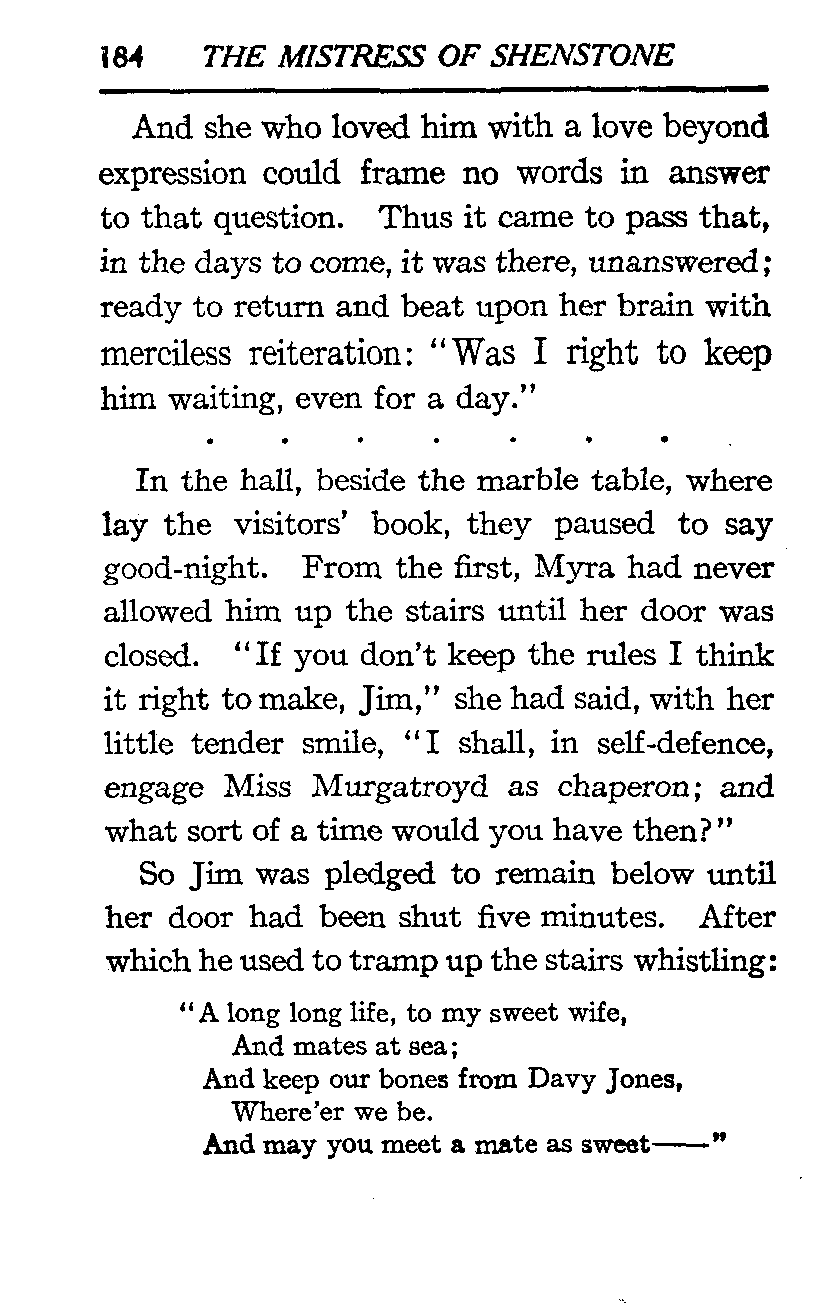 184 THE MISTRESS OF SHENSTONE
And she who loved him with a love beyond
expression could frame no words in answer
to that question. Thus it came to pass that,
in the days to come, it was there, unanswered;
ready to return and beat upon her brain with
merciless reiteration: "Was I right to keep
him waiting, even for a day."
. . . . . . .
In the hall, beside the marble table, where
lay the visitors' book, they paused to say
good-night. From the first, Myra had never
allowed him up the stairs until her door was
closed. "If you don't keep the rules I think
it right to make, Jim," she had said, with her
little tender smile, "I shall, in self-defence,
engage Miss Murgatroyd as chaperon; and
what sort of a time would you have then?"
So Jim was pledged to remain below until
her door had been shut five minutes. After
which he used to tramp up the stairs whistling:
"A long long life, to my sweet wife,
And mates at sea;
And keep our bones from Davy Jones,
Where'er we be.
And may you meet a mate as sweet——"